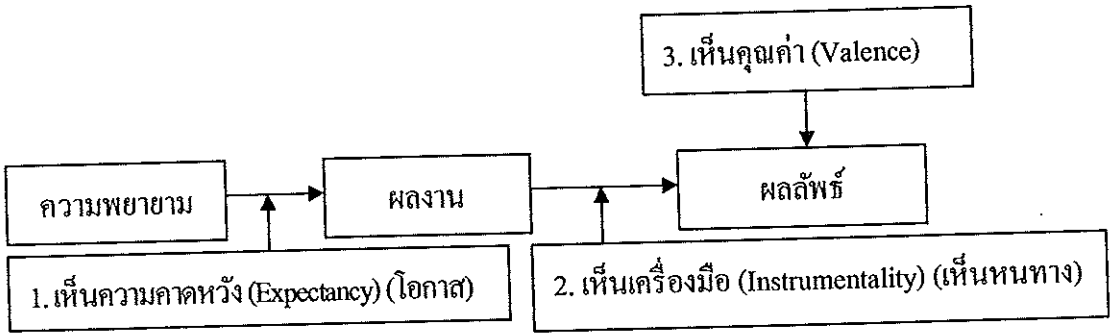 3. เห็นคุณค่า (Valence)
ความพยายาม
ผลงาน
ผลลัพธ์
1. เห็นความคาดหวัง (Expectancy) (โอกาส)
2. เห็นเครื่องมือ (Instrumentality) (เห็นหนทาง)